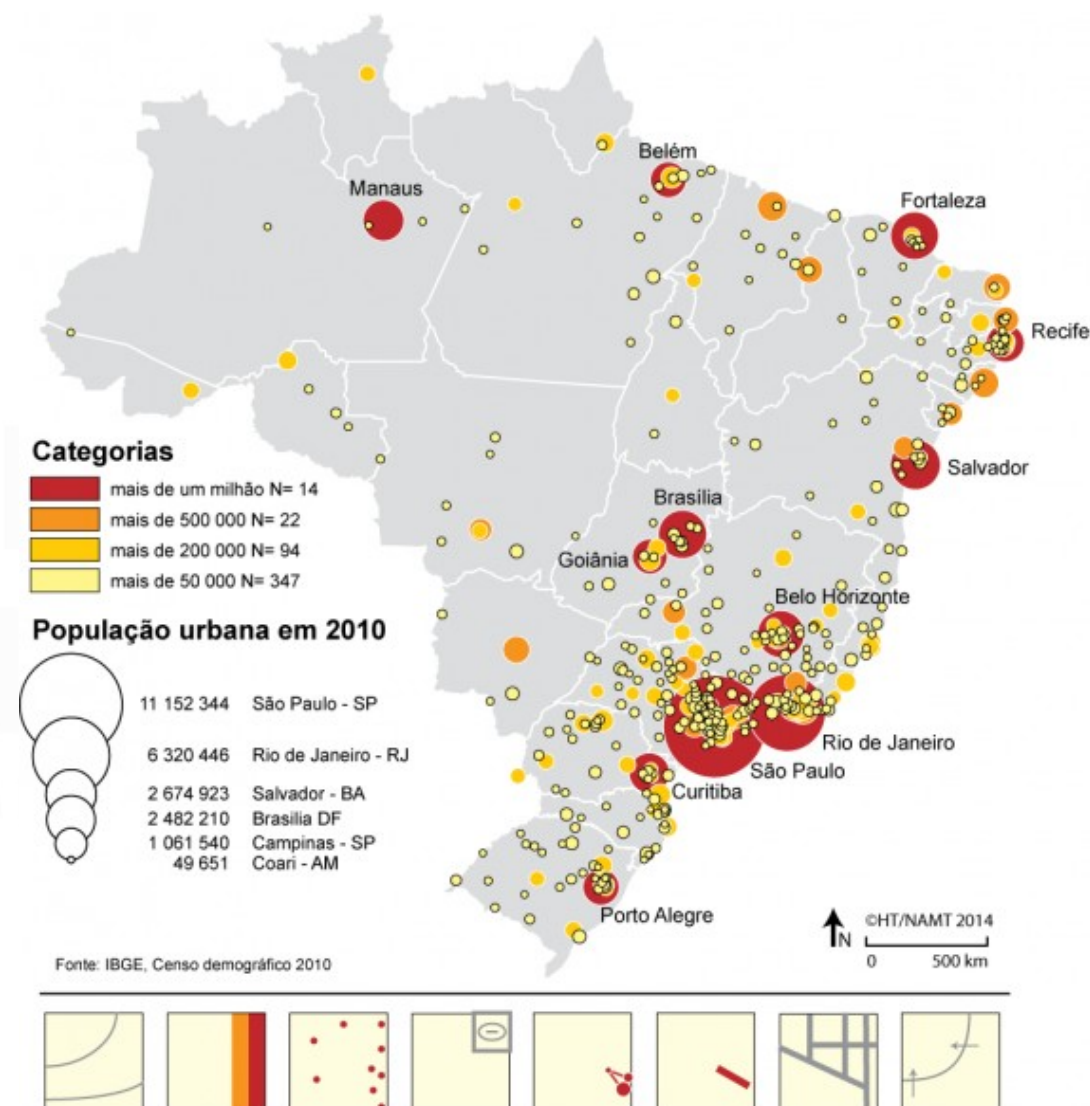 Belém
Manaus
Fortaleza
Recife
Categorias
mais de um milhão N= 14
mais de 500 000 N= 22
mais de 200 000 N= 94
mais de 50 000 N= 347
Salvador
Brasília
Goiânia
Belo Horizonte
População urbana em 2010
11 152 344 São Paulo - SP
6 320 446 Rio de Janeiro - RJ
2 674 923 Salvador - BA
2 482 210 Brasilia DF
1 061 540 Campinas - SP
49 651 Coari - AM
Rio de Janeiro
São Paulo
Curitiba
Porto Alegre
N
©HT/NAMT 2014
0 500 km
Fonte: IBGE, Censo demográfico 2010